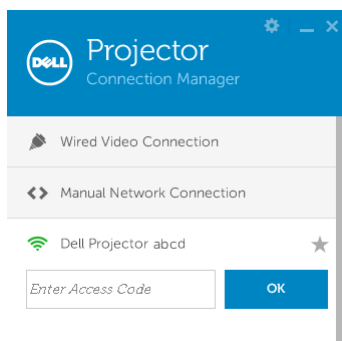 DELL
Projector
Connection Manager
Wired Video Connection
Manual Network Connection
Dell Projector abcd
Enter Access Code
OK